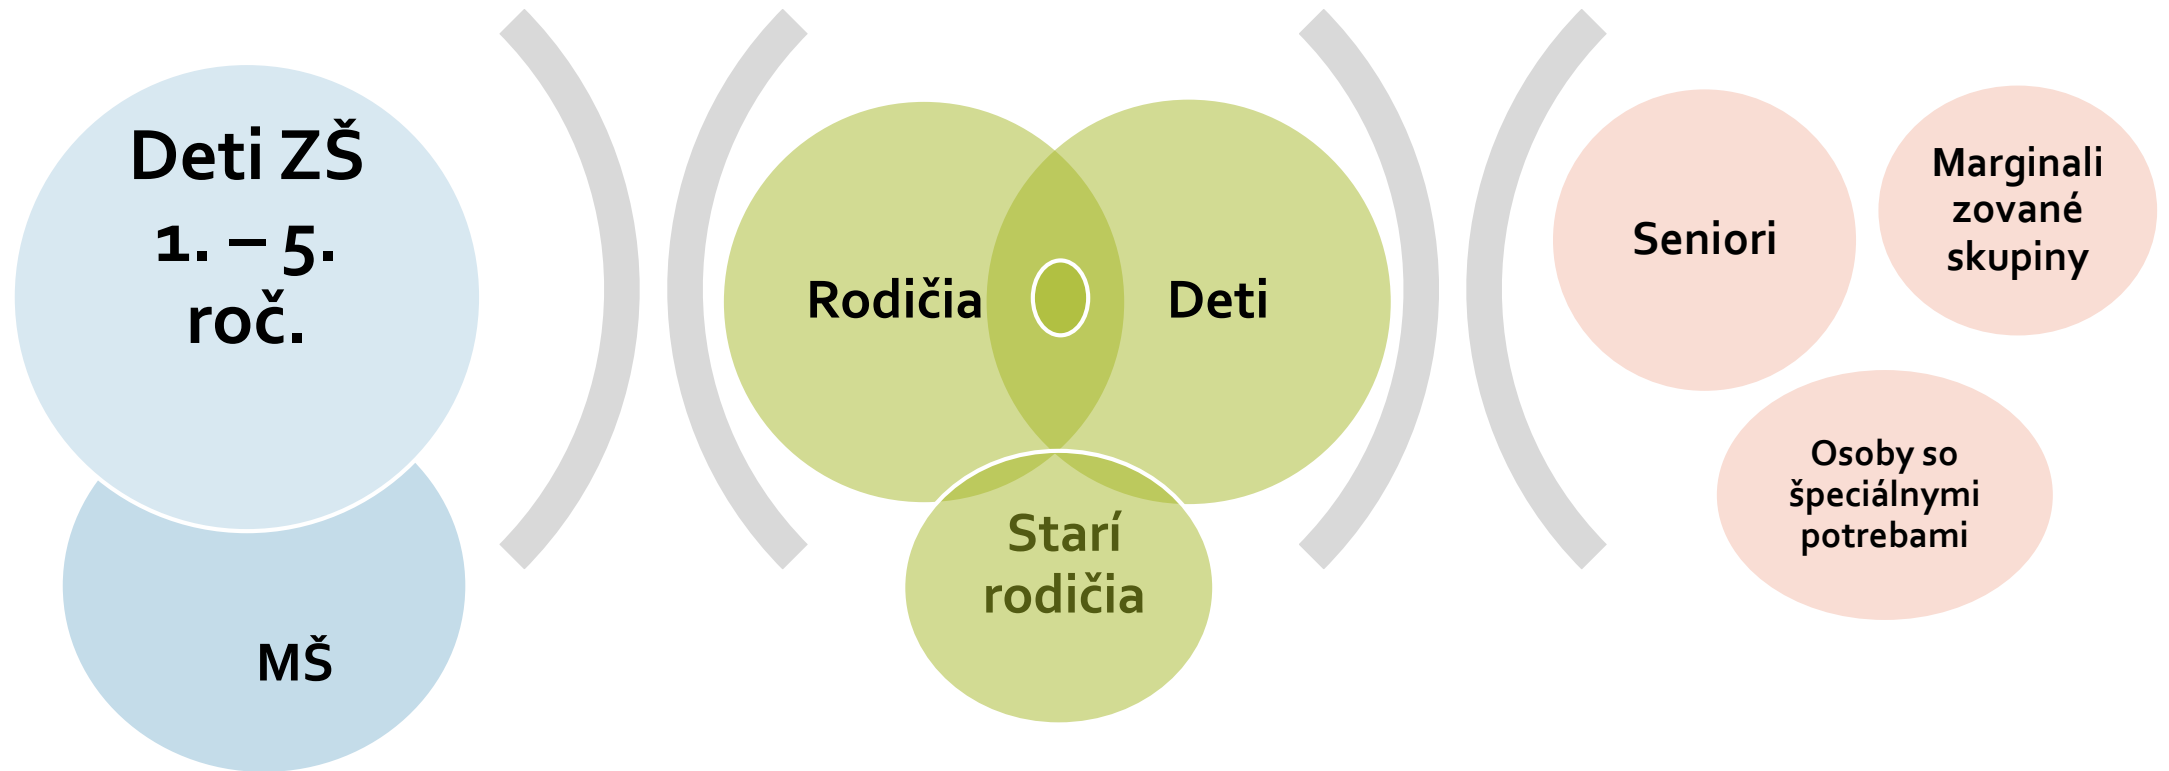 Deti ZŠ
1. – 5.
roč.
MŠ
Rodičia
Deti
Starí
rodičia
Seniori
Marginali
zované
skupiny
Osoby so
špeciálnymi
potrebami